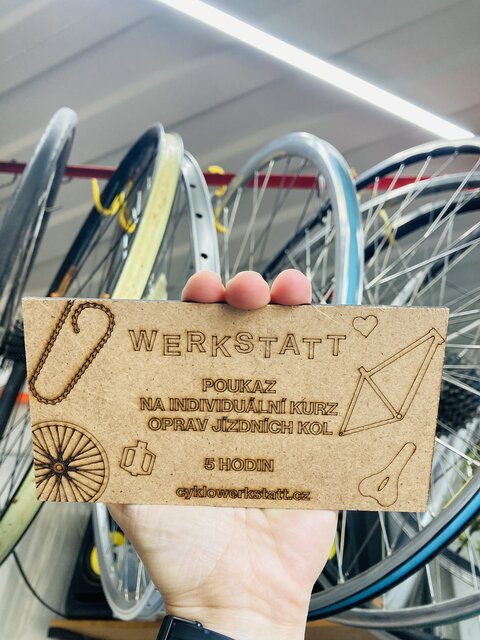 WERKSTATT
POUKAZ
NA INDIVIDUÁLNÍ KURZ
OPRAV JÍZDNÍCH KOL
5 HODIN
cyklowerkstatt.cz